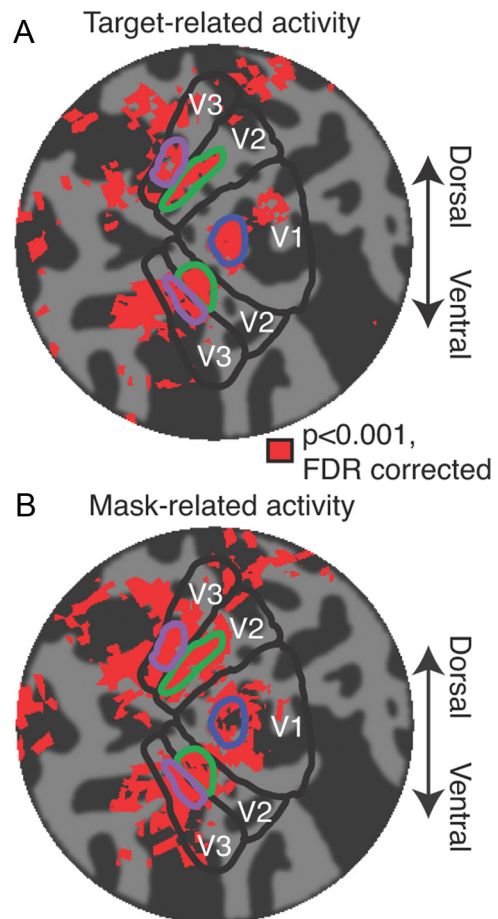 A
Target-related activity
V3
V2
V1
V2
V3
Dorsal
Ventral
p<0.001,
FDR corrected
B
Mask-related activity
V3
V2
V1
V2
V3
Dorsal
Ventral